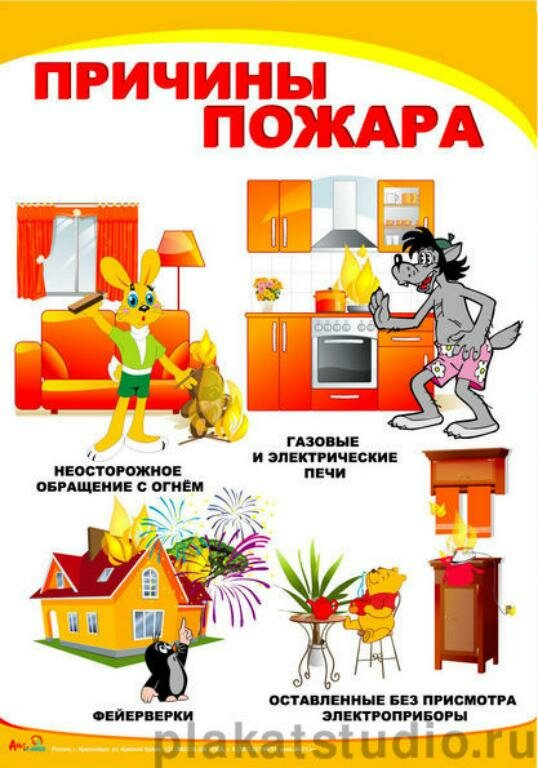 ПРИЧИНЫ
ПОЖАРА
НЕОСТОРОЖНОЕ
ОБРАЩЕНИЕ С ОГНЁМ
ГАЗОВЫЕ
И ЭЛЕКТРИЧЕСКИЕ
ПЕЧИ
ФЕЙЕРВЕРКИ
ОСТАВЛЕННЫЕ БЕЗ ПРИСМОТРА
ЭЛЕКТРОПРИБОРЫ
plakatstudio.ru